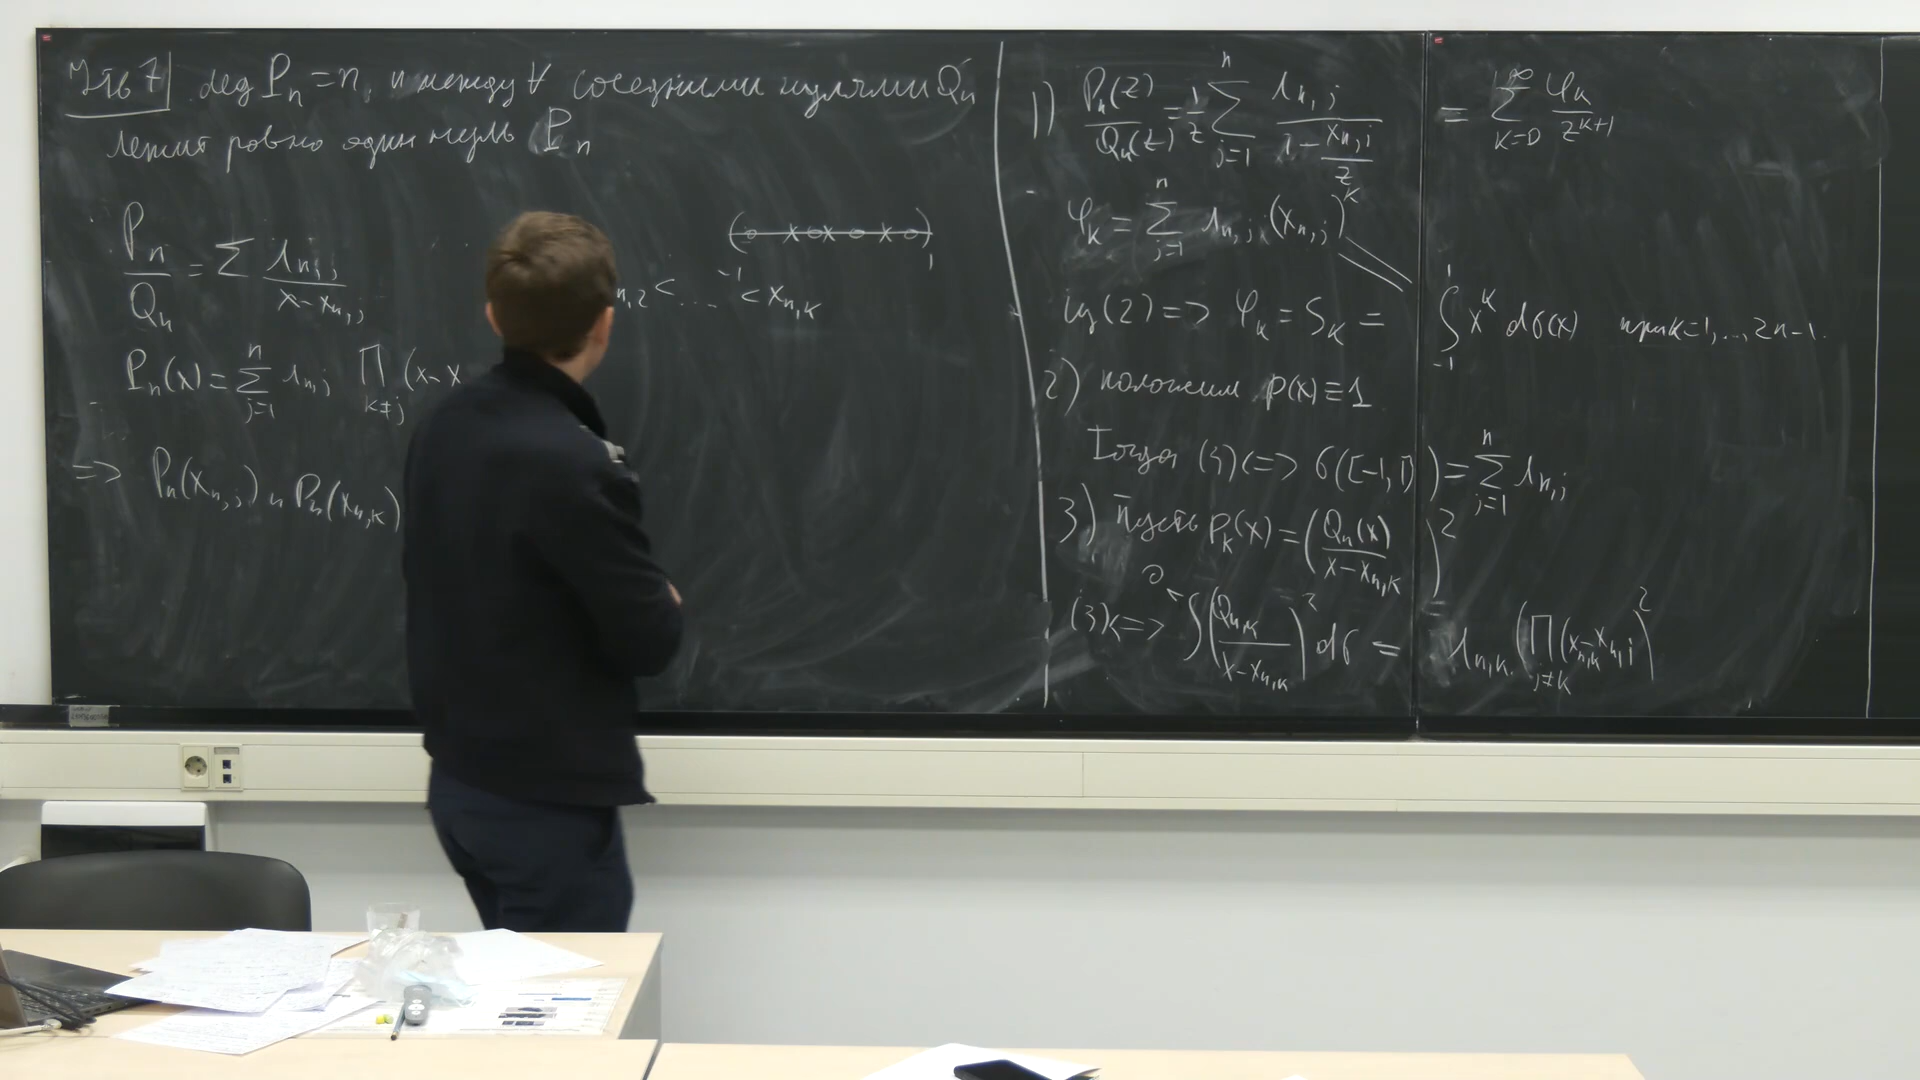 Утв 7 deg P_n = n, и между ∀ соседними нулями Q_n
лежит ровно один нуль P_n
P_n/Q_n = Σ λ_{n,j}/(x - x_{n,j})
-1 1
_{n,2} < .... < x_{n,k}
P_n(x) = Σ_{j=1}^{n} λ_{n,j} ∏_{k≠j} (x - x
=> P_n(x_{n,j}) и P_n(x_{n,k})
1) P_n(z)/Q_n(z) = 1/z Σ_{j=1}^{n} λ_{n,j}/(1 - x_{n,j}/z) = Σ_{k=0}^{∞} φ_k/z^{k+1}
φ_k = Σ_{j=1}^{n} λ_{n,j} (x_{n,j})^k
из (2) => φ_k = S_k = ∫_{-1}^{1} x^k dσ(x) при k=1,..,2n-1.
2) положим p(x) ≡ 1
Тогда (3) <=> σ([-1,1]) = Σ_{j=1}^{n} λ_{n,j}
3) Пусть p_k(x) = (Q_n(x)/(x - x_{n,k}))^2
(3) <=> 0 < ∫ (Q_{n,k}/(x - x_{n,k}))^2 dσ = λ_{n,k} (∏_{j≠k} (x_{n,k} - x_{n,j}))^2